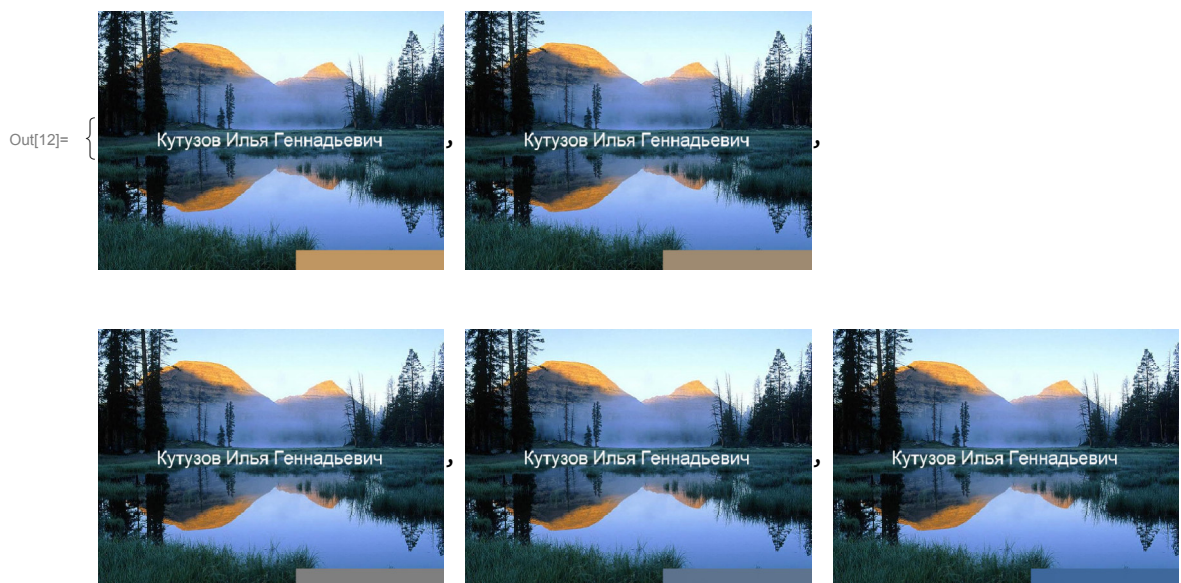 Out[12]= {
Кутузов Илья Геннадьевич , Кутузов Илья Геннадьевич ,
Кутузов Илья Геннадьевич , Кутузов Илья Геннадьевич , Кутузов Илья Геннадьевич